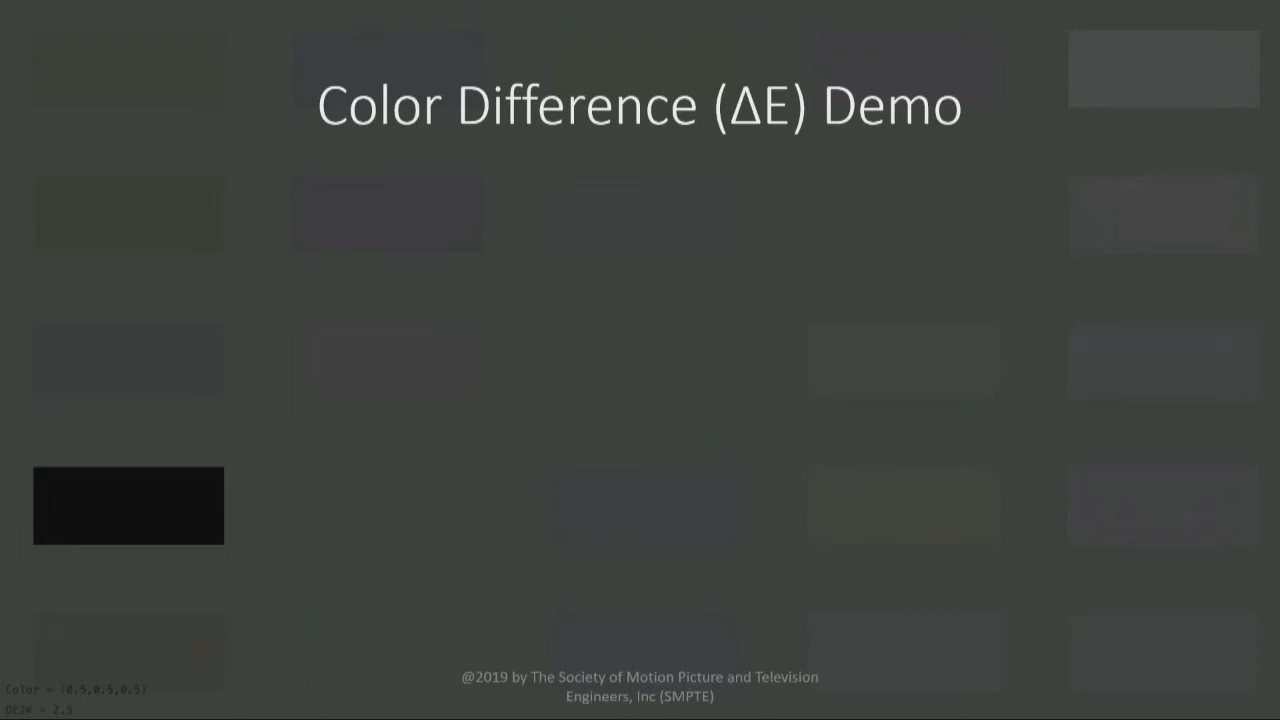 Color Difference (ΔE) Demo
@2019 by The Society of Motion Picture and Television
Engineers, Inc (SMPTE)
Color = (0.5,0.5,0.5)
DE2K = 2.5